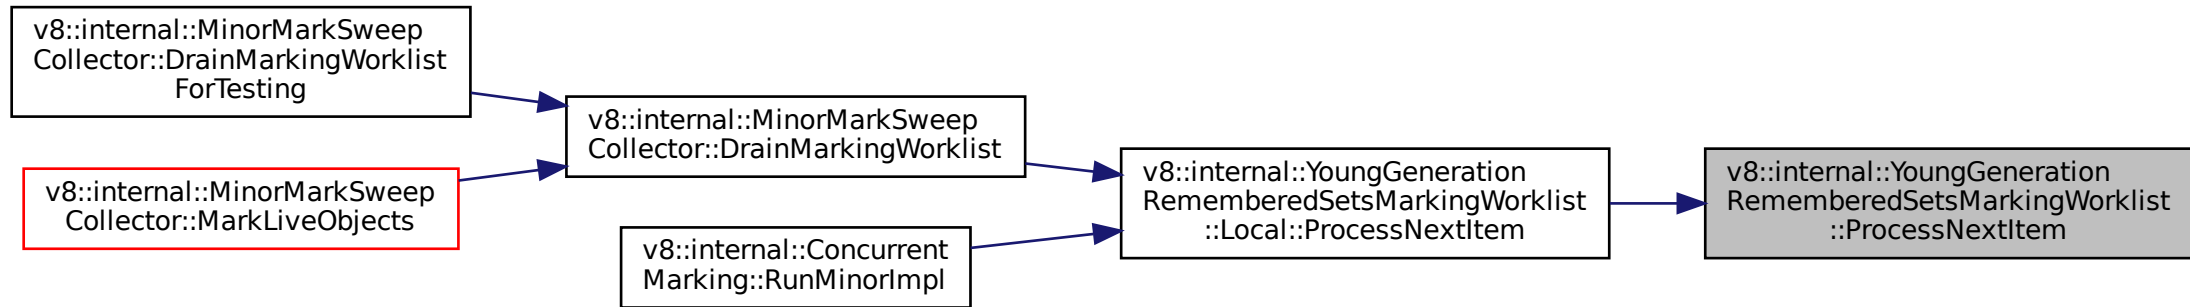 v8::internal::MinorMarkSweep
Collector::DrainMarkingWorklist
ForTesting
v8::internal::MinorMarkSweep
Collector::MarkLiveObjects
v8::internal::MinorMarkSweep
Collector::DrainMarkingWorklist
v8::internal::Concurrent
Marking::RunMinorImpl
v8::internal::YoungGeneration
RememberedSetsMarkingWorklist
::Local::ProcessNextItem
v8::internal::YoungGeneration
RememberedSetsMarkingWorklist
::ProcessNextItem